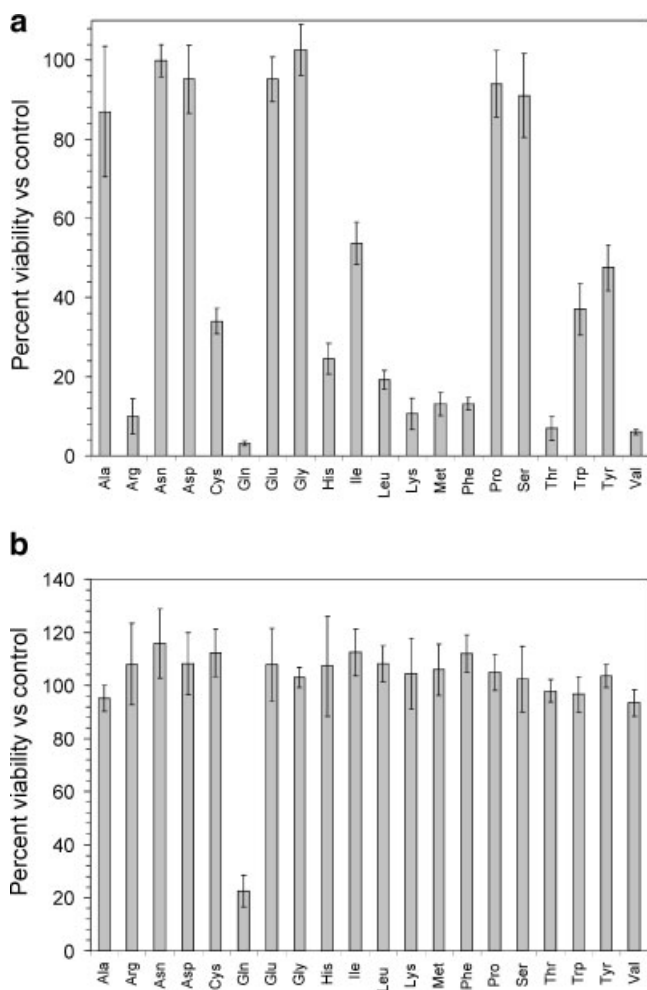 a
Percent viability vs control
100
80
60
40
20
0
Ala Arg Asn Asp Cys Gln Glu Gly His Ile Leu Lys Met Phe Pro Ser Thr Trp Tyr Val
b
Percent viability vs control
140
120
100
80
60
40
20
0
Ala Arg Asn Asp Cys Gln Glu Gly His Ile Leu Lys Met Phe Pro Ser Thr Trp Tyr Val